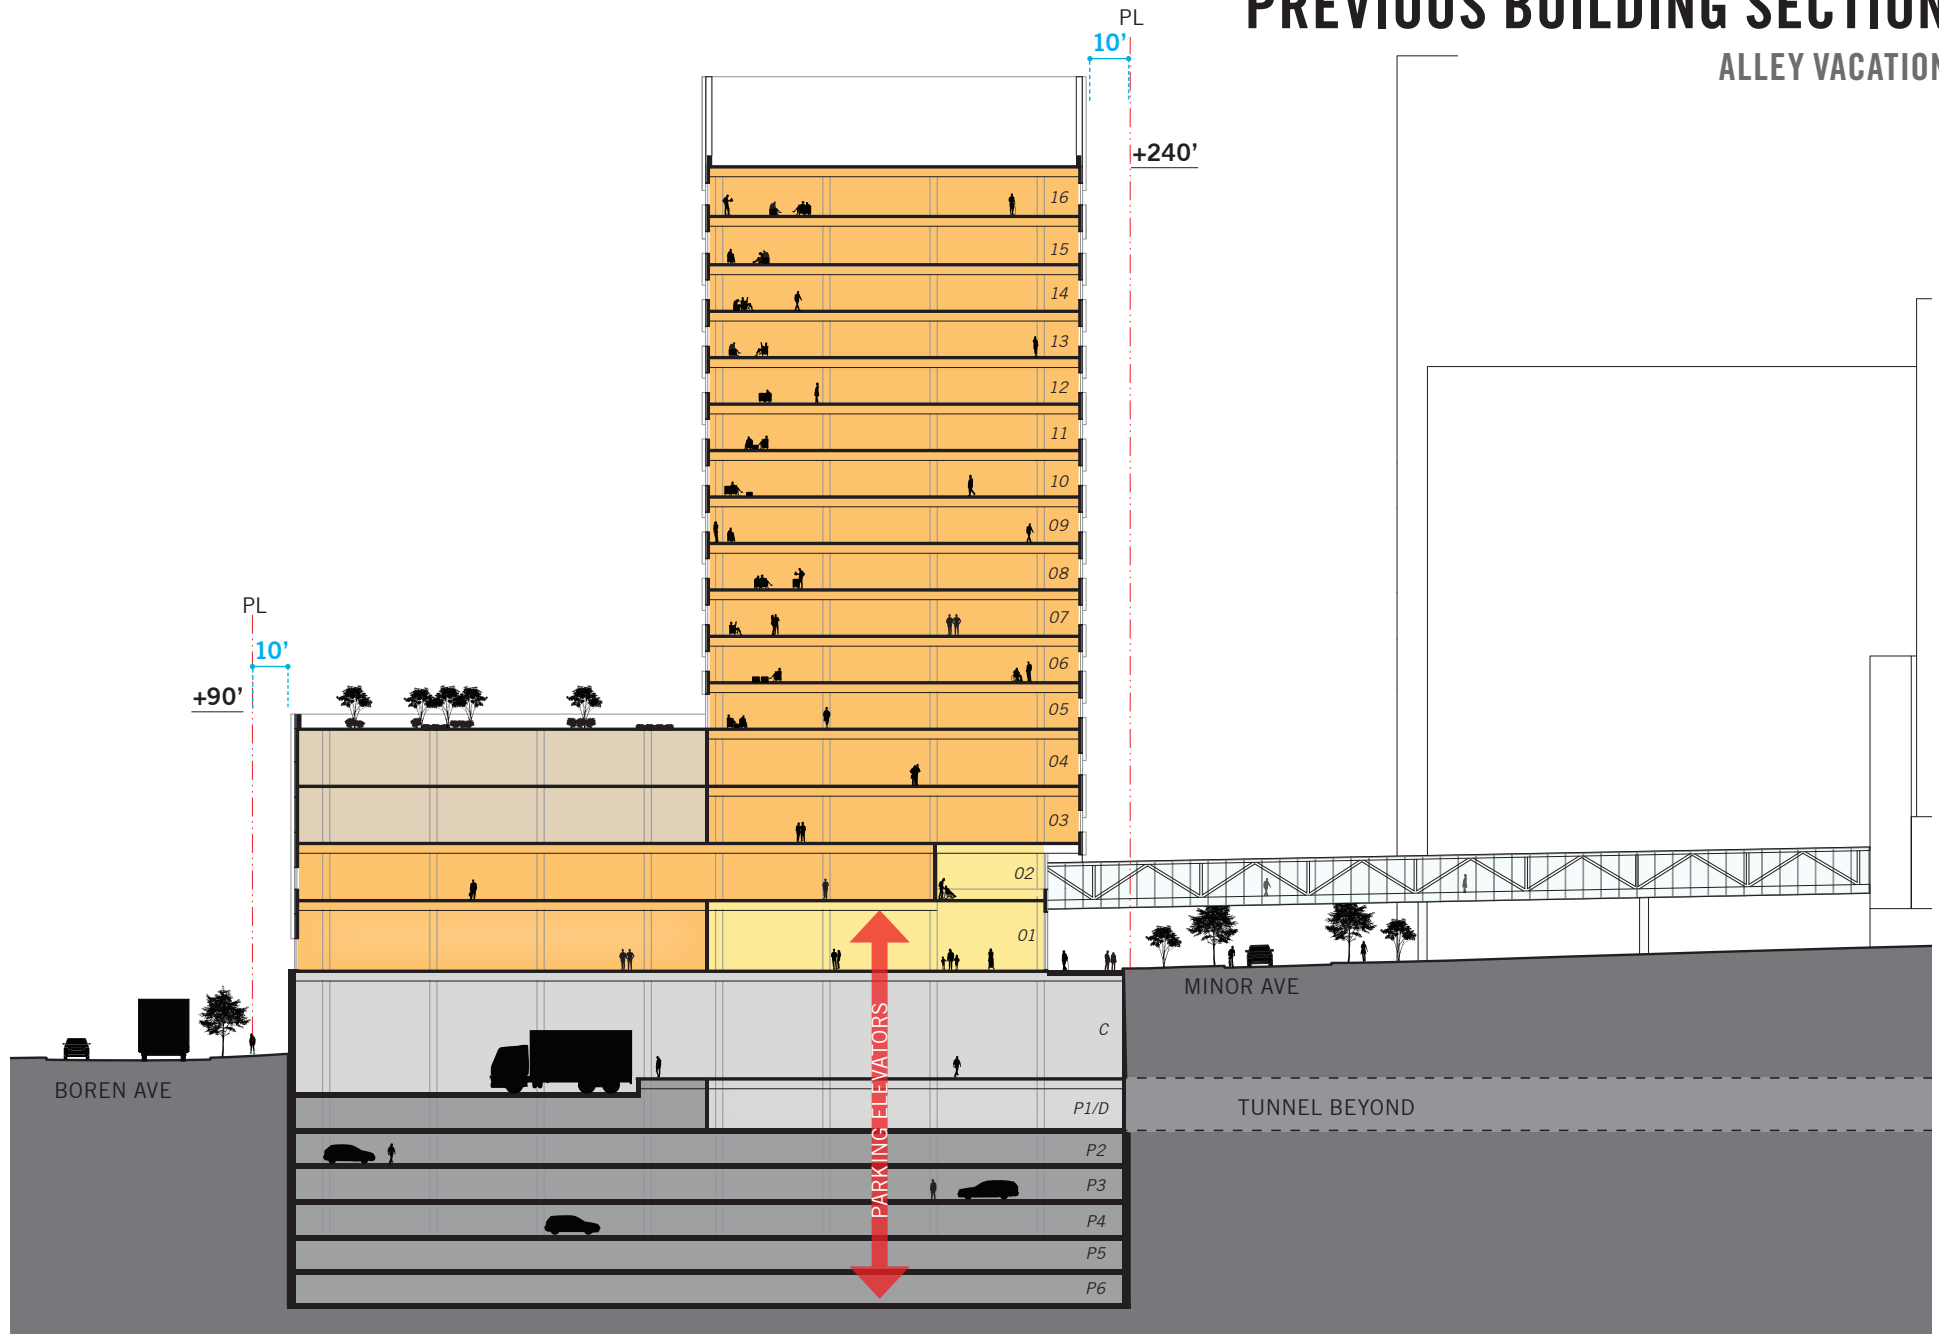 PREVIOUS BUILDING SECTION
ALLEY VACATION
PL
10'
+240'
16
15
14
13
12
11
10
09
08
07
PL
10'
06
+90'
05
04
03
02
01
MINOR AVE
C
BOREN AVE
PARKING ELEVATORS
P1/D
TUNNEL BEYOND
P2
P3
P4
P5
P6